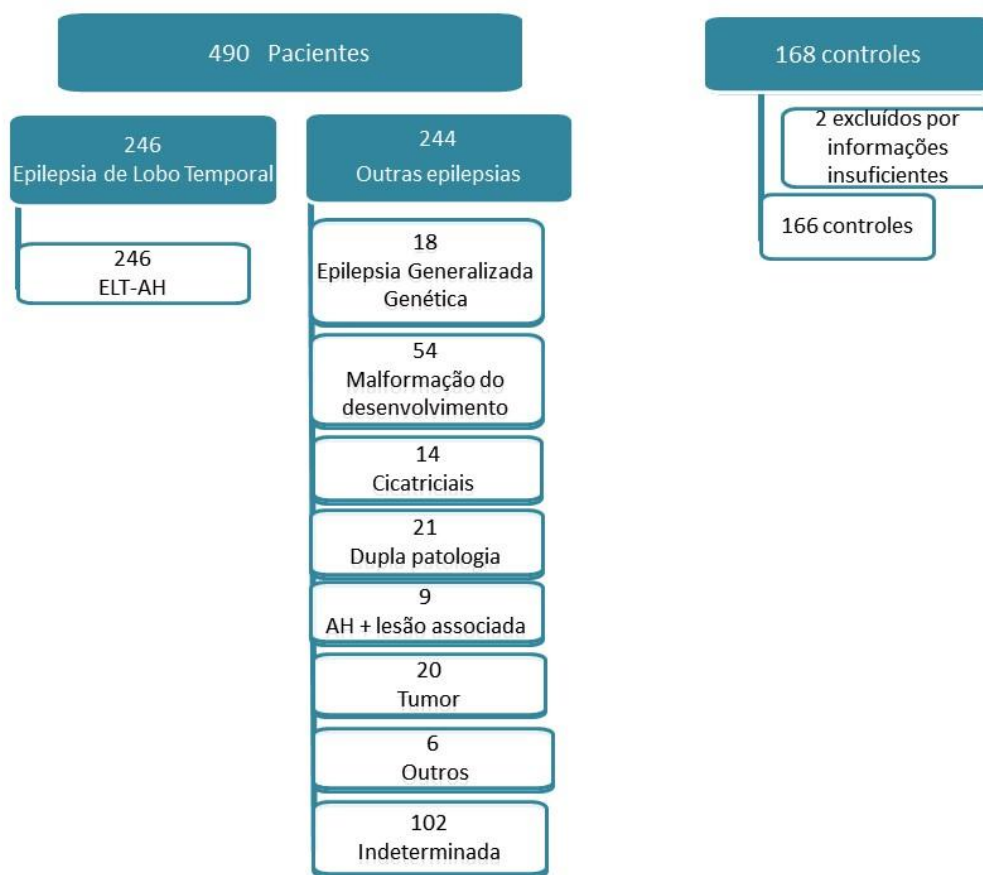 490 Pacientes
246
Epilepsia de Lobo Temporal
246
ELT-AH
244
Outras epilepsias
18
Epilepsia Generalizada
Genética
54
Malformação do
desenvolvimento
14
Cicatriciais
21
Dupla patologia
9
AH + lesão associada
20
Tumor
6
Outros
102
Indeterminada
168 controles
2 excluídos por
informações
insuficientes
166 controles